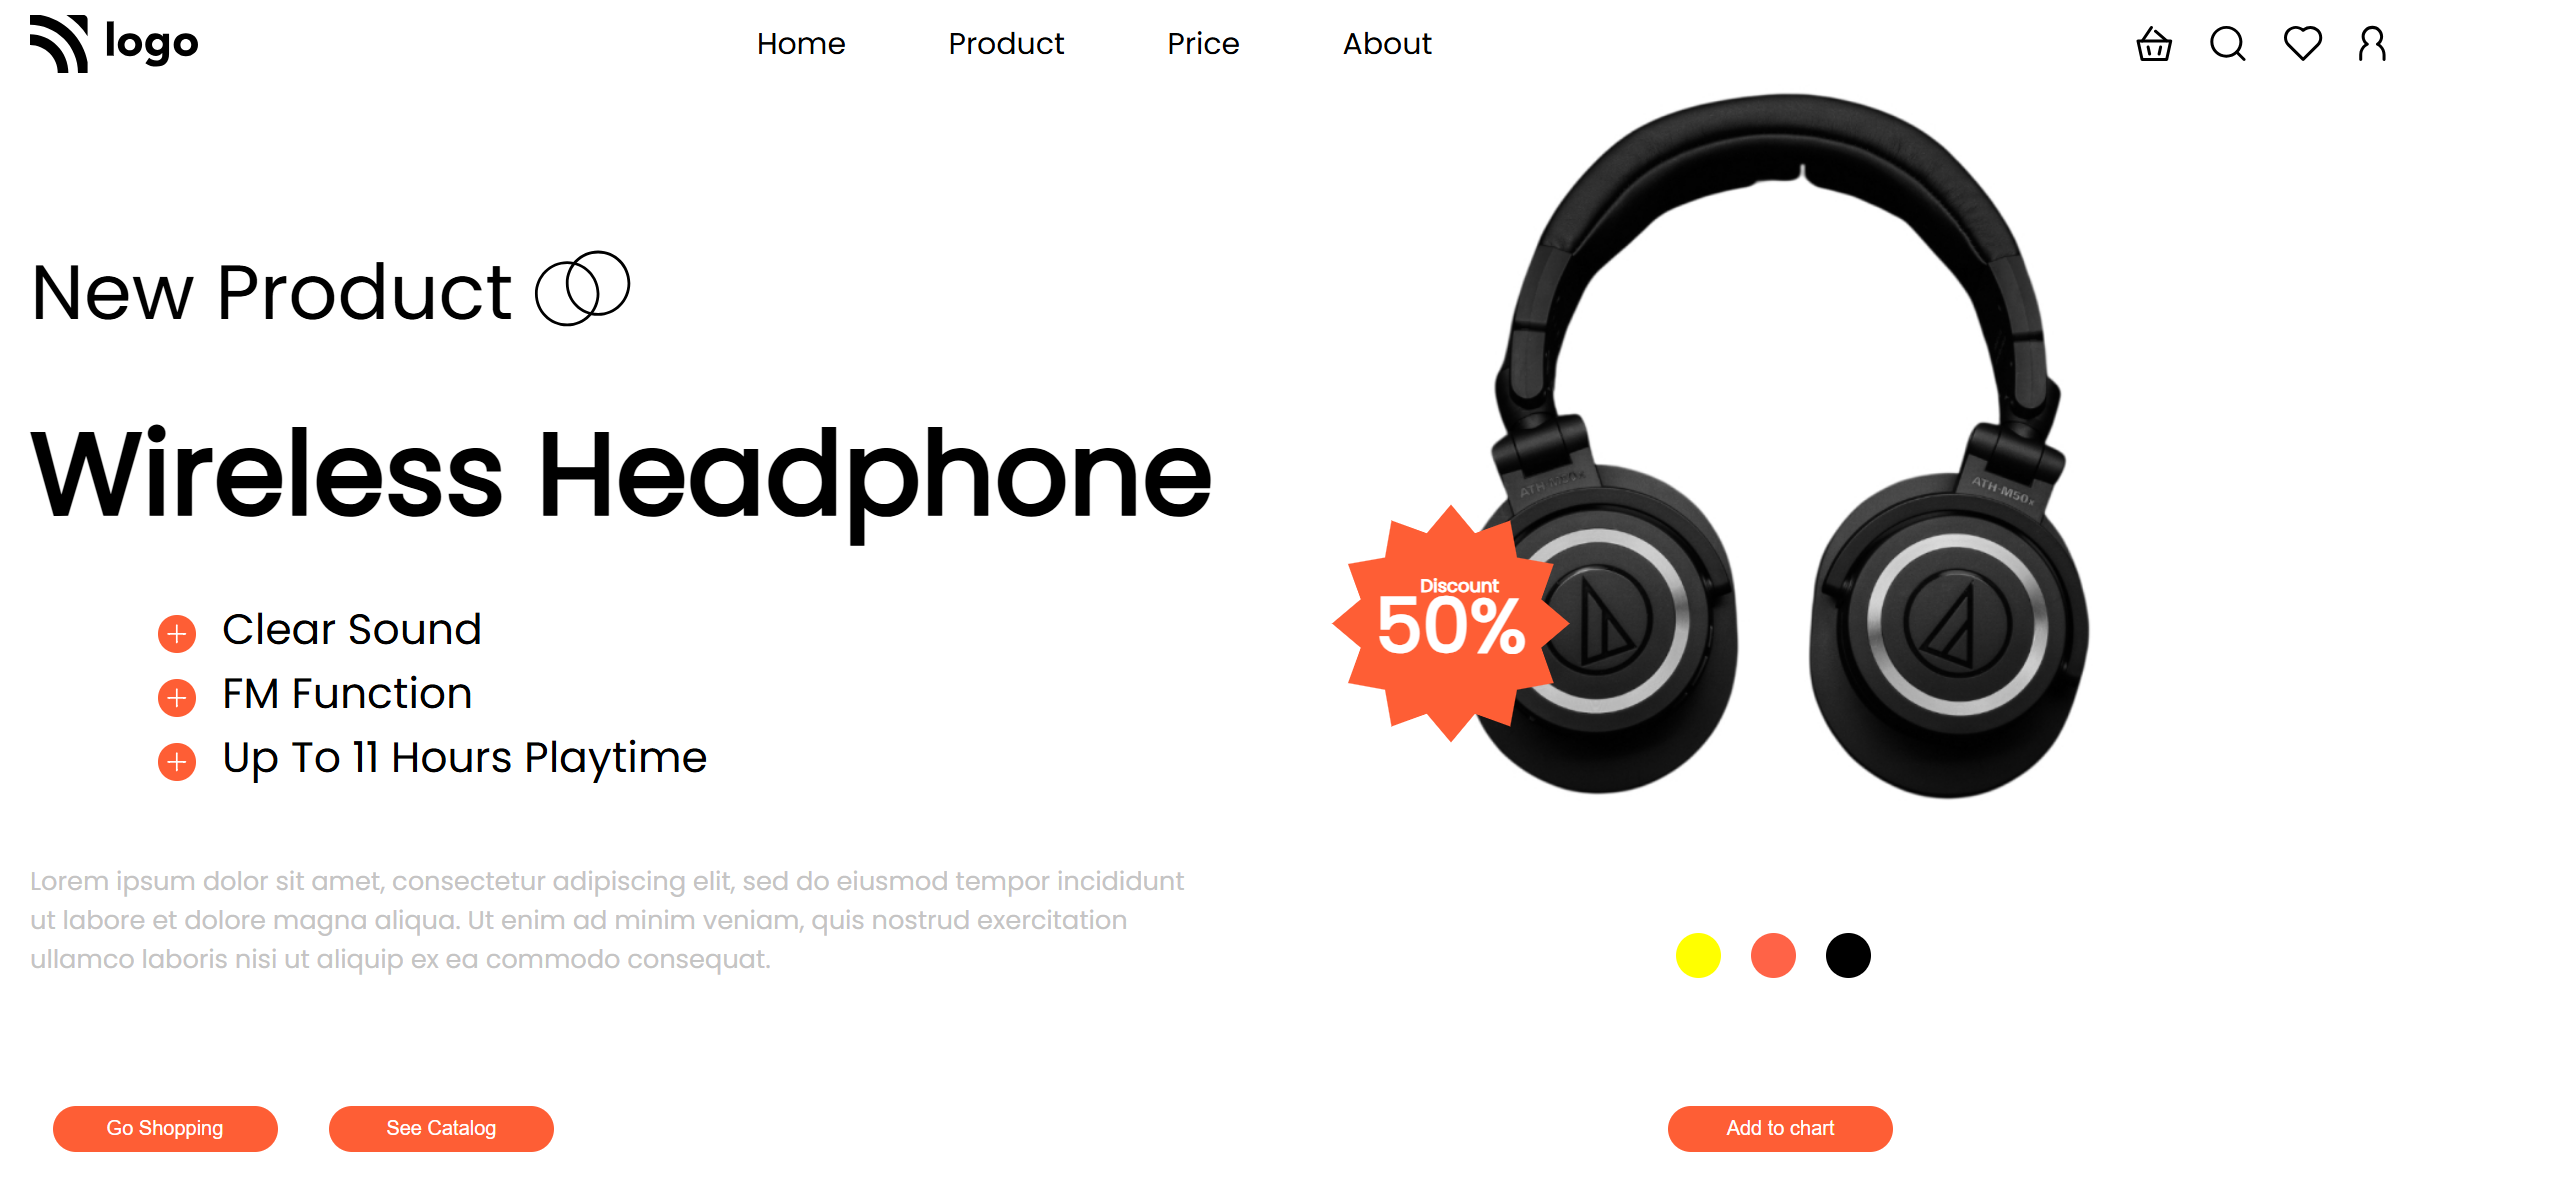 logo
Home Product Price About
New Product
Wireless Headphone
Clear Sound
FM Function
Up To 11 Hours Playtime
Lorem ipsum dolor sit amet, consectetur adipiscing elit, sed do eiusmod tempor incididunt
ut labore et dolore magna aliqua. Ut enim ad minim veniam, quis nostrud exercitation
ullamco laboris nisi ut aliquip ex ea commodo consequat.
Go Shopping
See Catalog
ATH-M50x
ATH-M50x
Discount
50%
Add to chart